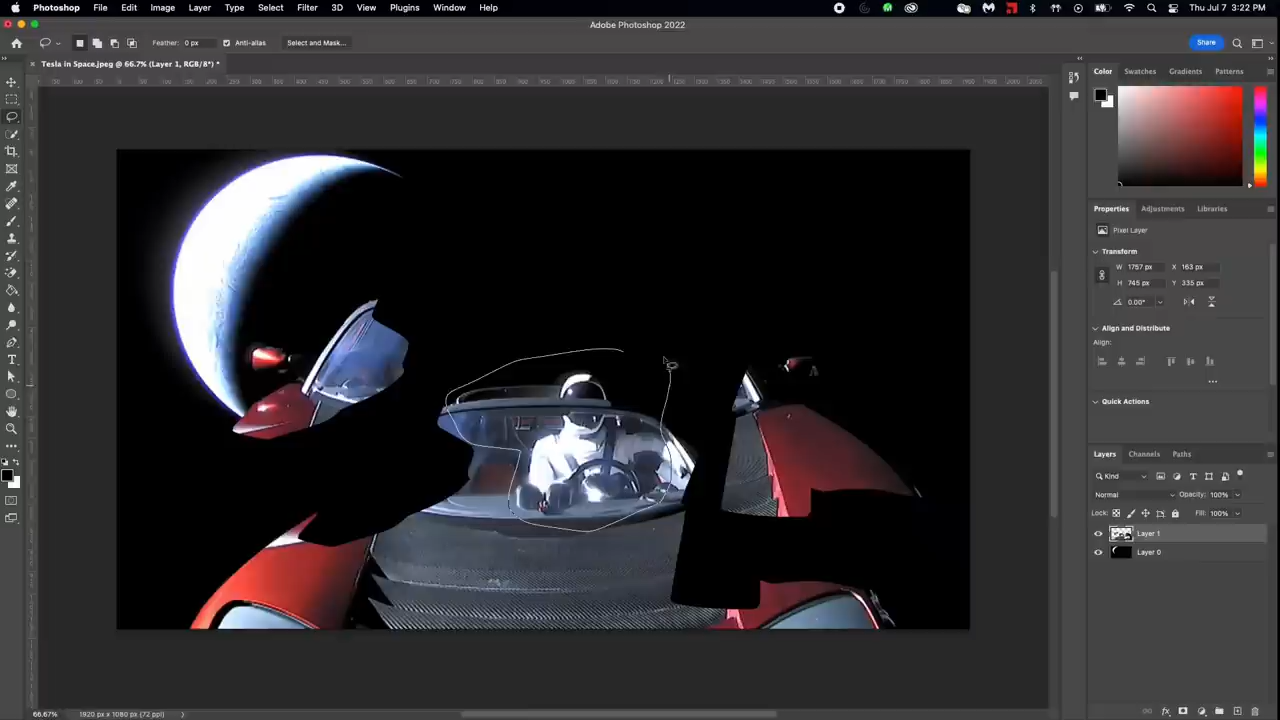 Photoshop File Edit Image Layer Type Select Filter 3D View Plugins Window Help Thu Jul 7 3:22 PM
Adobe Photoshop 2022
Feather: 0 px Anti-alias Select and Mask... Share
Tesla in Space.jpeg @ 66.7% (Layer 1, RGB/8*) *
Color Swatches Gradients Patterns
Properties Adjustments Libraries
Pixel Layer
Transform
W 1757 px X 163 px
H 745 px Y 335 px
0.00°
Align and Distribute
Align:
Quick Actions
Layers Channels Paths
Kind
Normal Opacity: 100%
Lock: Fill: 100%
Layer 1
Layer 0
66.67% 1920 px x 1080 px (72 ppi)